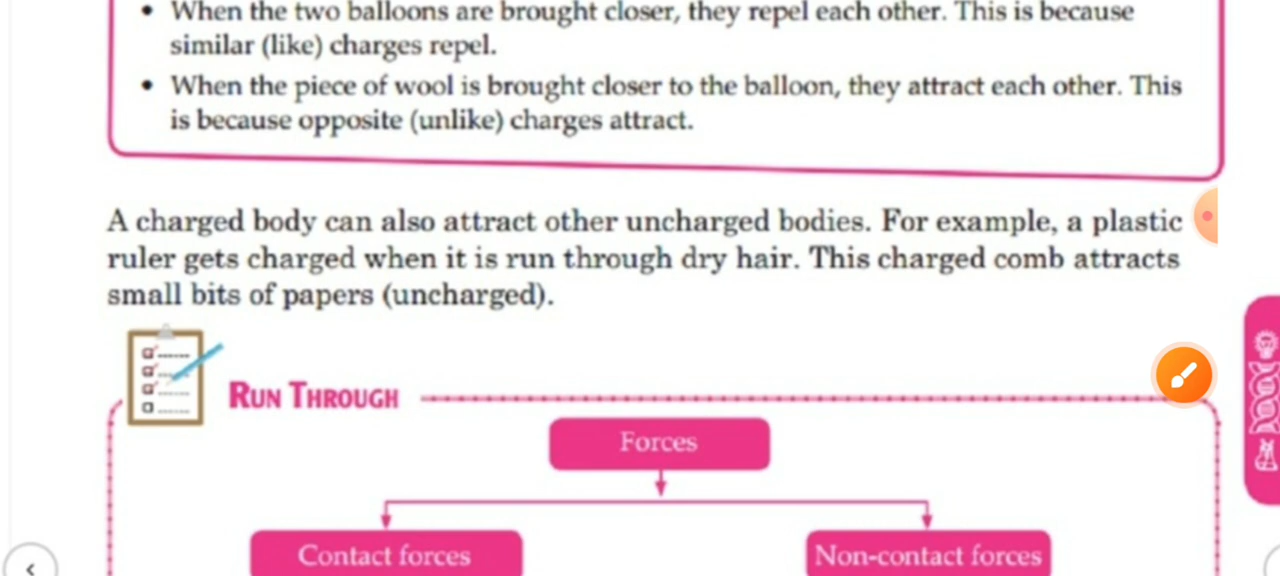 • When the two balloons are brought closer, they repel each other. This is because
similar (like) charges repel.
• When the piece of wool is brought closer to the balloon, they attract each other. This
is because opposite (unlike) charges attract.
A charged body can also attract other uncharged bodies. For example, a plastic
ruler gets charged when it is run through dry hair. This charged comb attracts
small bits of papers (uncharged).
RUN THROUGH
Forces
Contact forces
Non-contact forces